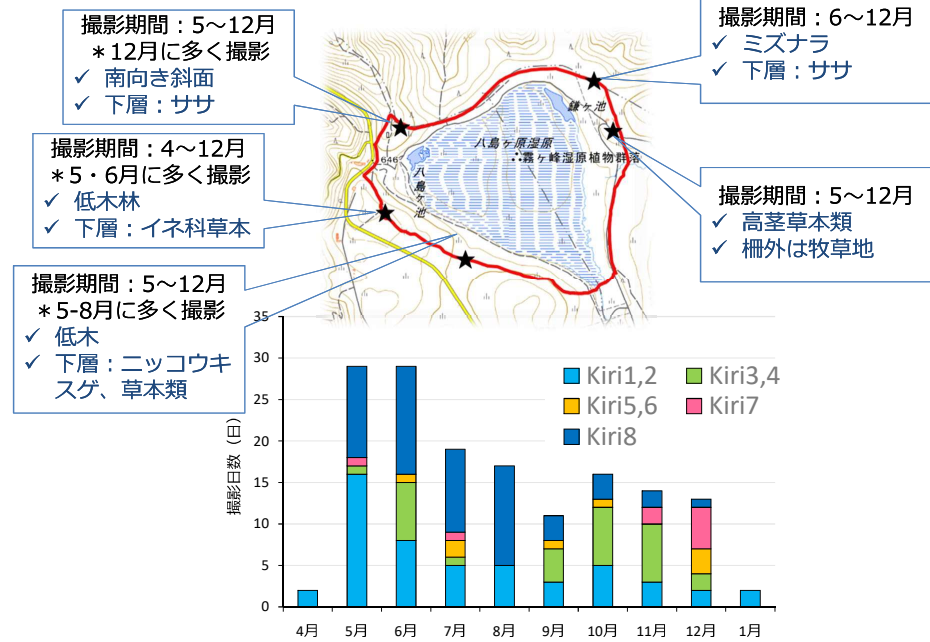 撮影期間：5～12月
＊12月に多く撮影
✓ 南向き斜面
✓ 下層：ササ
撮影期間：6～12月
✓ ミズナラ
✓ 下層：ササ
撮影期間：4～12月
＊5・6月に多く撮影
✓ 低木林
✓ 下層：イネ科草本
撮影期間：5～12月
✓ 高茎草本類
✓ 柵外は牧草地
撮影期間：5～12月
＊5-8月に多く撮影
✓ 低木
✓ 下層：ニッコウキ
スゲ、草本類
鎌ヶ池
八島ヶ原湿原
霧ヶ峰湿原植物群落
1646
八島ヶ池
撮影日数（日）
35
30
25
20
15
10
5
0
Kiri1,2
Kiri3,4
Kiri5,6
Kiri7
Kiri8
4月 5月 6月 7月 8月 9月 10月 11月 12月 1月